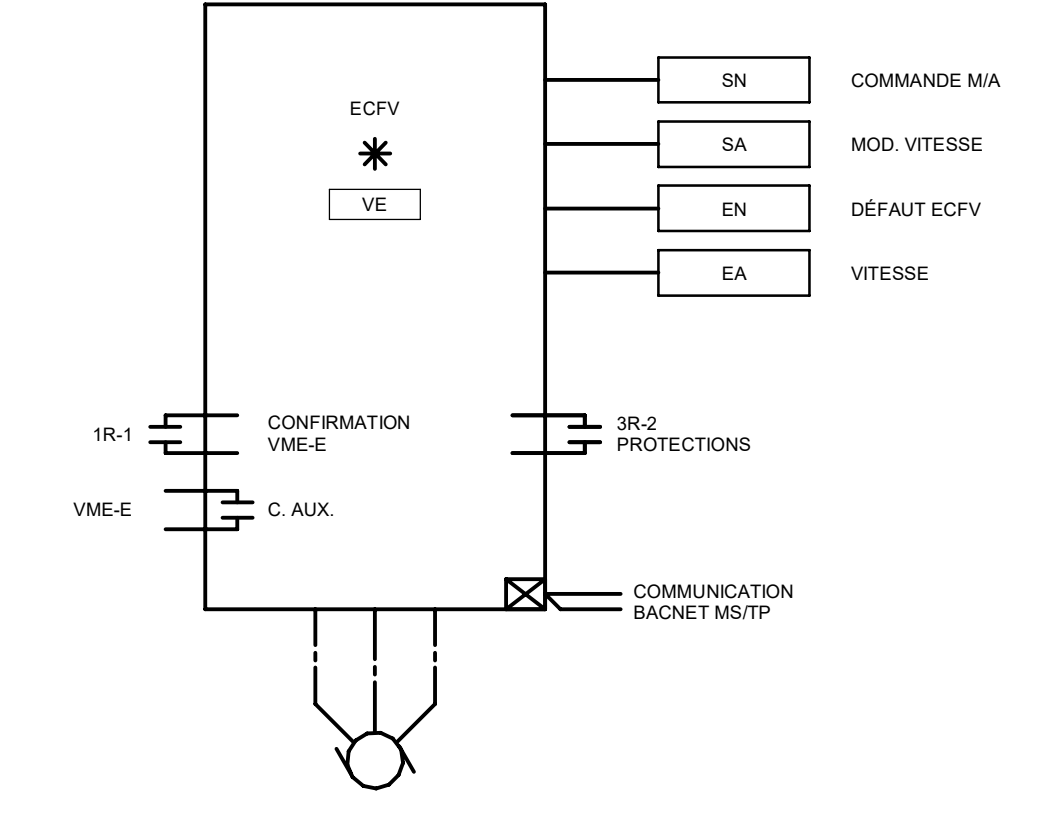 ECFV
VE
SN COMMANDE M/A
SA MOD. VITESSE
EN DÉFAUT ECFV
EA VITESSE
1R-1
CONFIRMATION
VME-E
3R-2
PROTECTIONS
VME-E
C. AUX.
COMMUNICATION
BACNET MS/TP